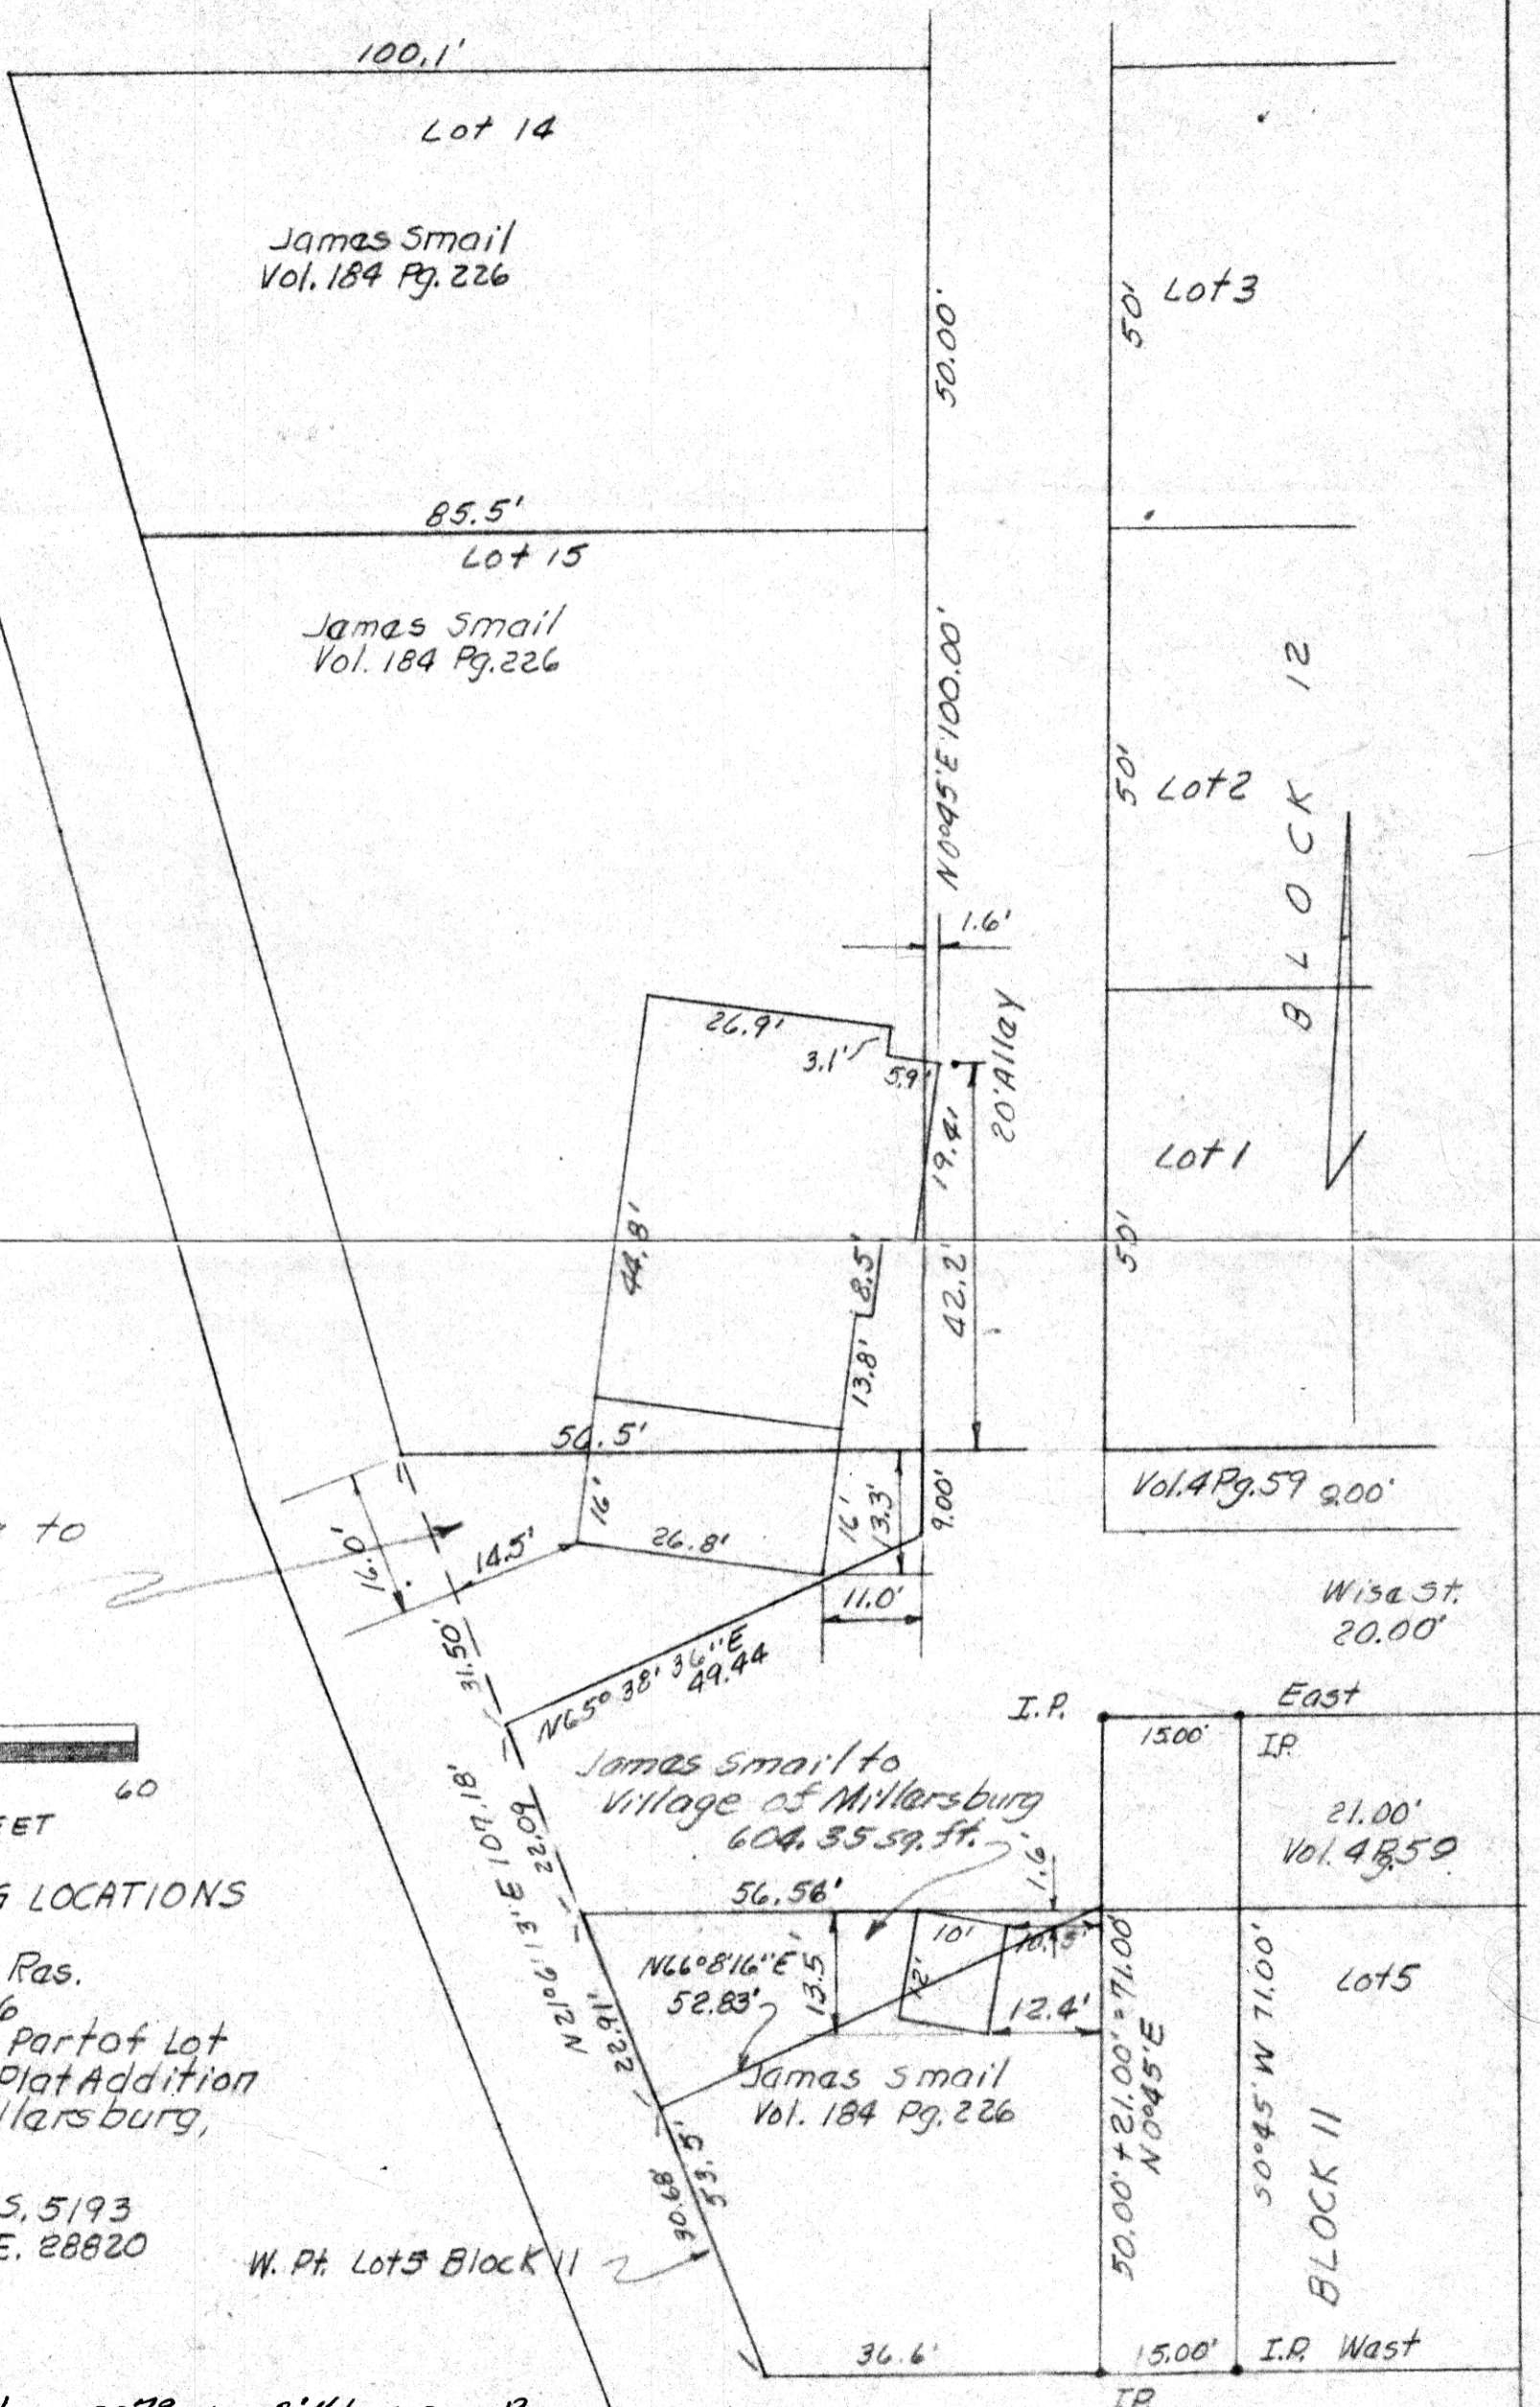 100.1'
Lot 14
James Smail
Vol. 184 Pg. 226
50.00'
50'
Lot 3
85.5'
Lot 15
James Smail
Vol. 184 Pg. 226
N0°45'E 100.00'
50'
Lot 2
BLOCK 12
1.6'
26.9'
3.1'
5.9'
19.4'
20' Alley
Lot 1
44.8'
8.5'
42.2'
50'
13.8'
56.5'
16'
16'
13.3'
9.00'
Vol. 4 Pg. 59 9.00'
to
16.0'
14.5'
26.8'
11.0'
Wise St.
20.00'
31.50'
N65°38'36"E
49.44
I.P.
East
15.00'
I.P.
60
James Smail to
Village of Millersburg
604.35 sq. ft.
21.00'
Vol. 4 Pg. 59
EET
N21°6'13"E 107.18'
22.09
1.6'
G LOCATIONS
56.56'
10'
10.5'
N66°8'16"E
52.83'
13.5'
12'
12.4'
Lot 5
Res.
6
Part of Lot
Plat Addition
llersburg,
22.91'
James Smail
Vol. 184 Pg. 226
50.00' + 21.00' = 71.00'
N0°45'E
S0°45'W 71.00'
BLOCK 11
S. 5193
E. 28820
30.68'
53.5'
W. Pt. Lot 5 Block 11
36.6'
15.00'
I.P. West
I.P.